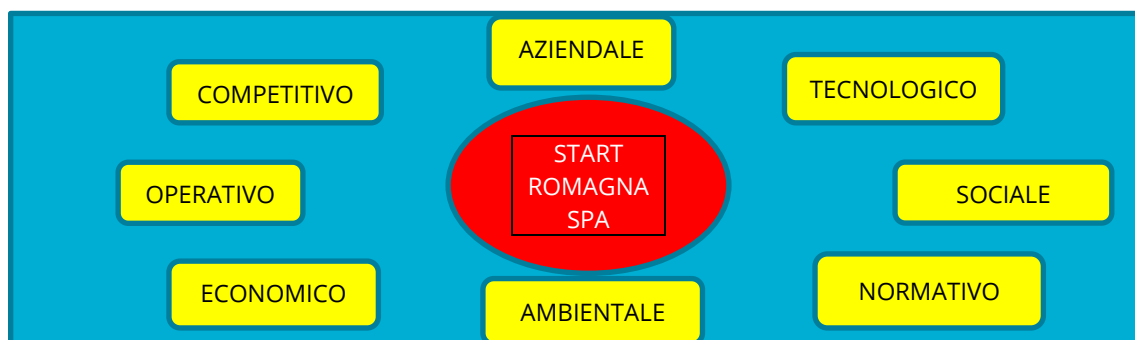 AZIENDALE
COMPETITIVO
TECNOLOGICO
START
ROMAGNA
SPA
OPERATIVO
SOCIALE
ECONOMICO
AMBIENTALE
NORMATIVO